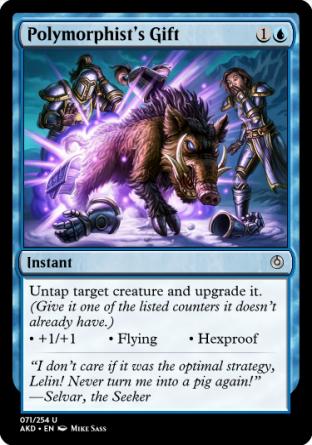 Polymorphist's Gift 1
Instant
Untap target creature and upgrade it.
(Give it one of the listed counters it doesn't
already have.)
• +1/+1 • Flying • Hexproof
"I don't care if it was the optimal strategy,
Lelin! Never turn me into a pig again!"
—Selvar, the Seeker
071/254 U
AKD • EN Mike Sass